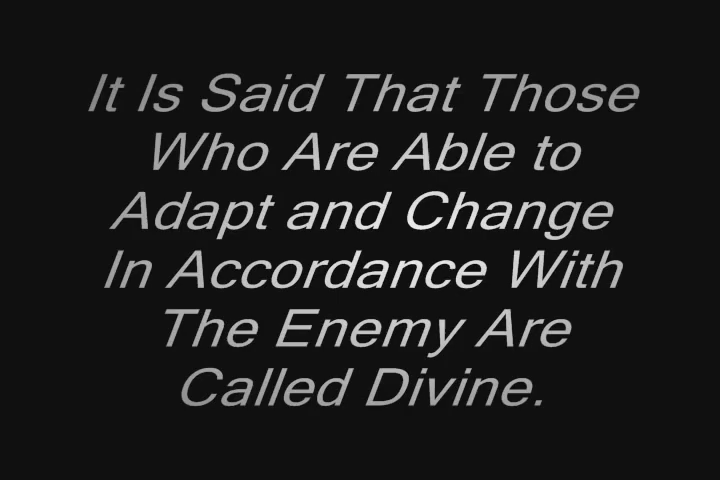 It Is Said That Those
Who Are Able to
Adapt and Change
In Accordance With
The Enemy Are
Called Divine.